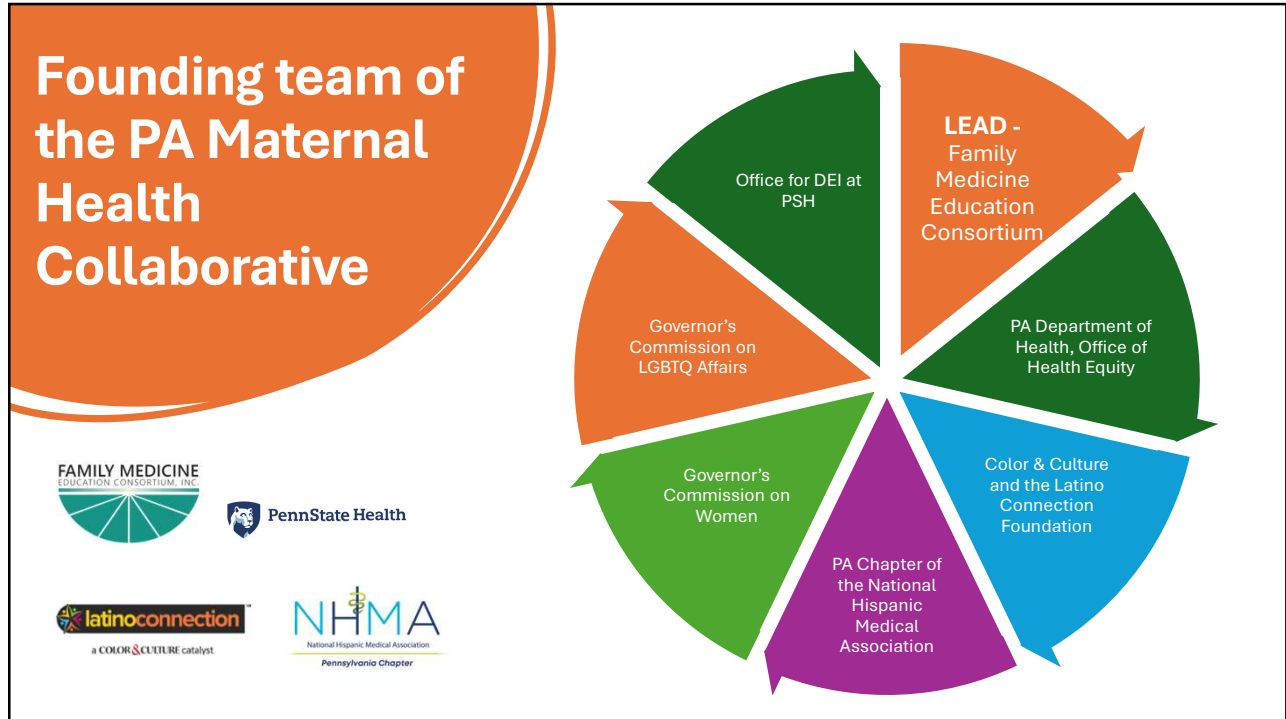 Founding team of
the PA Maternal
Health
Collaborative
LEAD -
Family
Medicine
Education
Consortium
PA Department of
Health, Office of
Health Equity
Color & Culture
and the Latino
Connection
Foundation
PA Chapter of
the National
Hispanic
Medical
Association
Governor's
Commission on
Women
Governor's
Commission on
LGBTQ Affairs
Office for DEI at
PSH
FAMILY MEDICINE
EDUCATION CONSORTIUM, INC.
PennState Health
latinoconnection™
a COLOR&CULTURE catalyst
NHMA
National Hispanic Medical Association
Pennsylvania Chapter